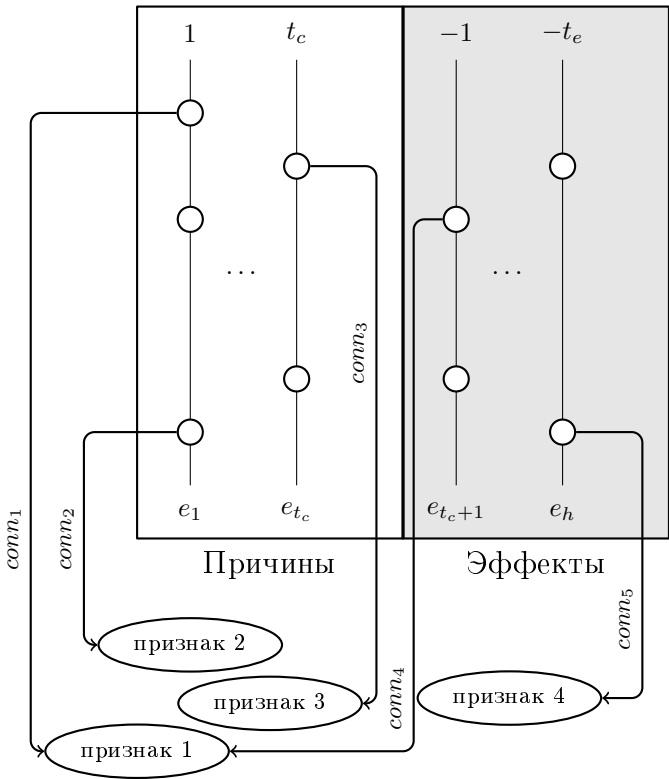 1 t_c −1 −t_e
... ...
conn_3
e_1 e_{t_c} e_{t_c+1} e_h
conn_1 conn_2
Причины Эффекты
conn_5
признак 2
conn_4
признак 3 признак 4
признак 1